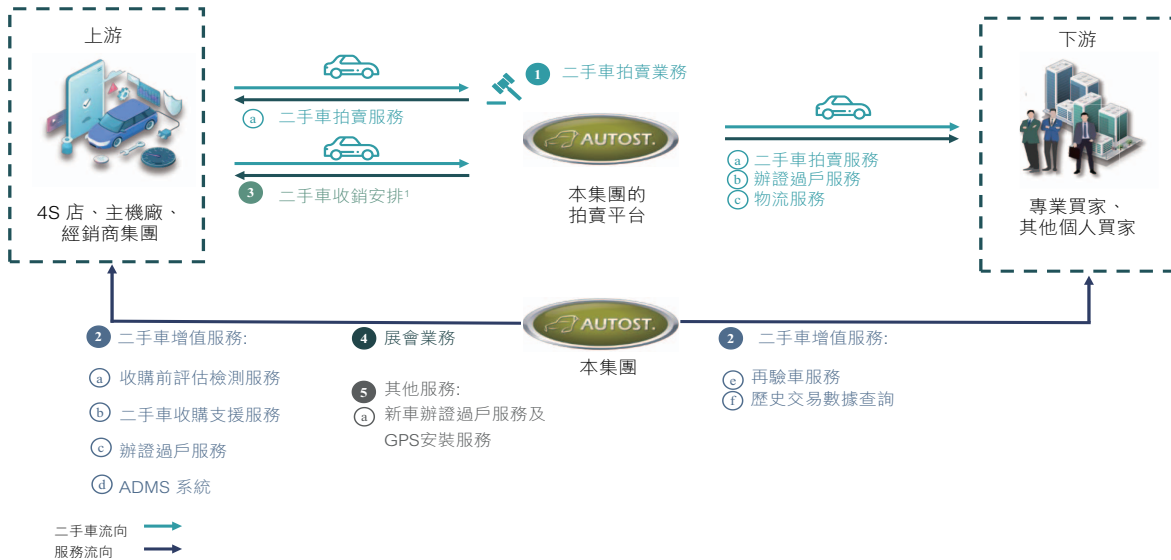 上游
4S 店、主機廠、
經銷商集團
ⓐ 二手車拍賣服務
3 二手車收銷安排¹
1 二手車拍賣業務
AUTOST.
本集團的
拍賣平台
ⓐ 二手車拍賣服務
ⓑ 辦證過戶服務
ⓒ 物流服務
下游
專業買家、
其他個人買家
AUTOST.
本集團
2 二手車增值服務:
ⓐ 收購前評估檢測服務
ⓑ 二手車收購支援服務
ⓒ 辦證過戶服務
ⓓ ADMS 系統
4 展會業務
5 其他服務:
ⓐ 新車辦證過戶服務及
GPS安裝服務
2 二手車增值服務:
ⓔ 再驗車服務
ⓕ 歷史交易數據查詢
二手車流向
服務流向